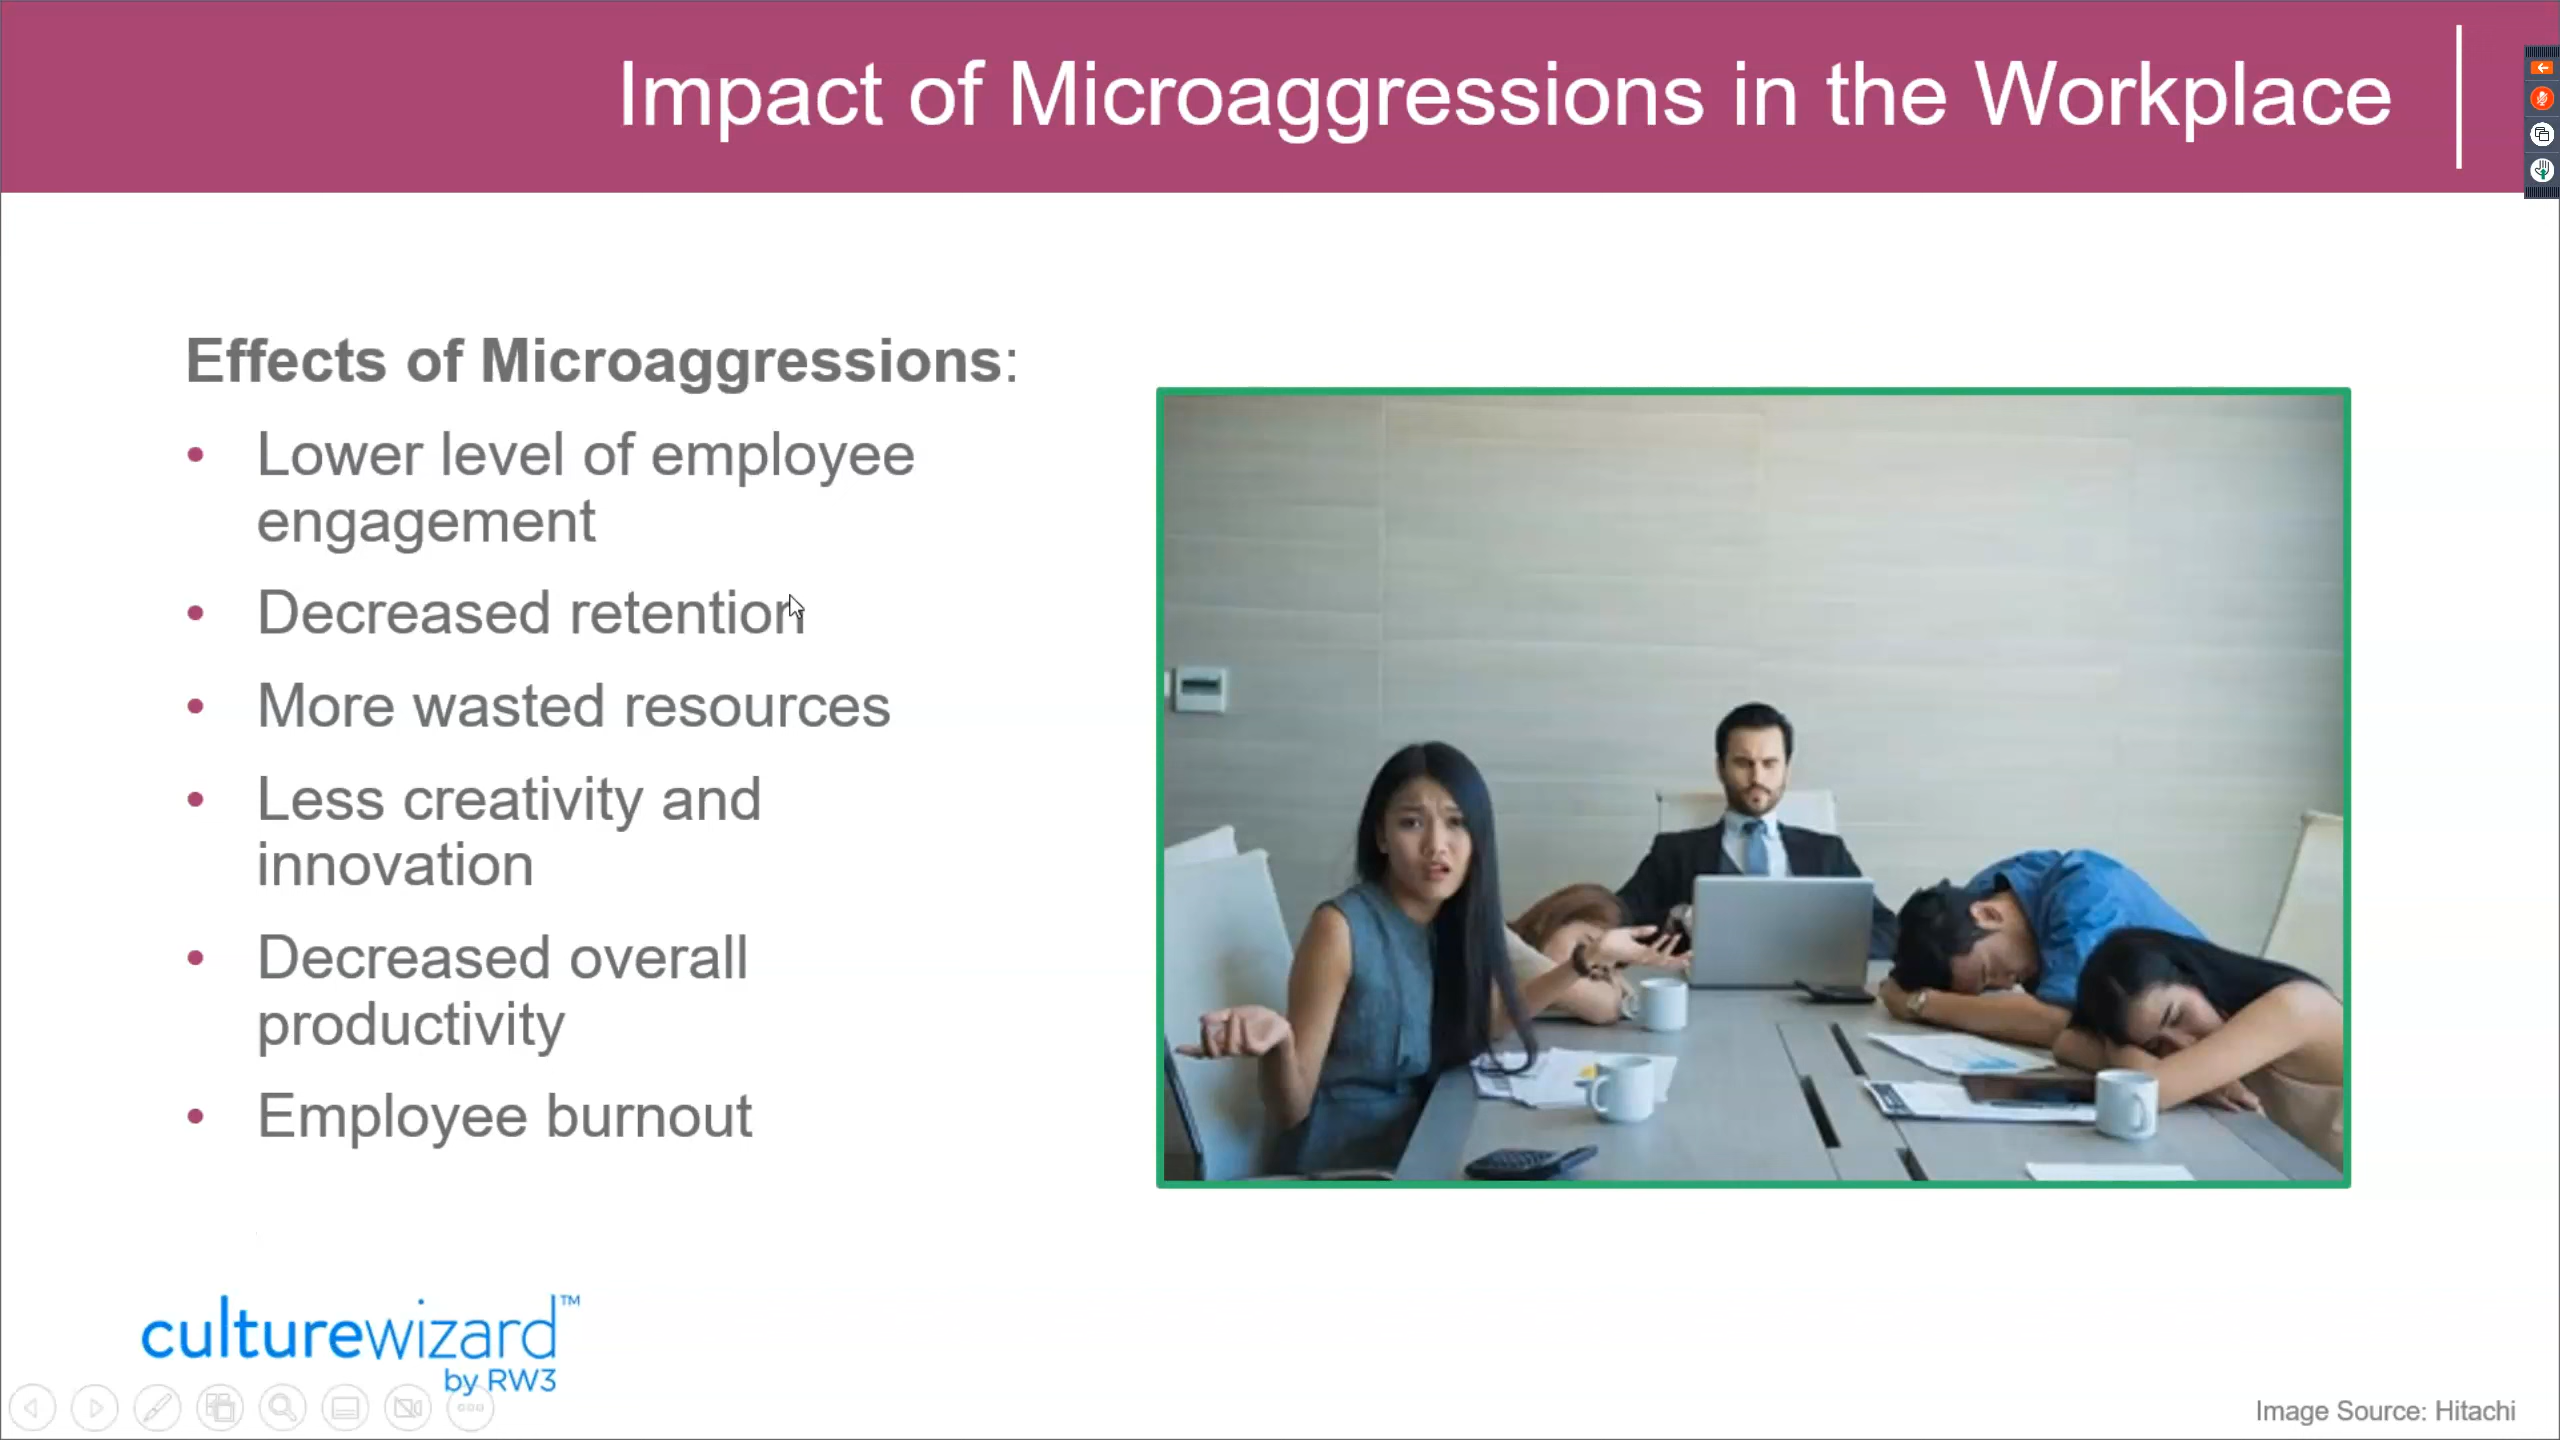 Impact of Microaggressions in the Workplace
Effects of Microaggressions:
• Lower level of employee
engagement
• Decreased retention
• More wasted resources
• Less creativity and
innovation
• Decreased overall
productivity
• Employee burnout
culturewizard™
by RW3
Image Source: Hitachi